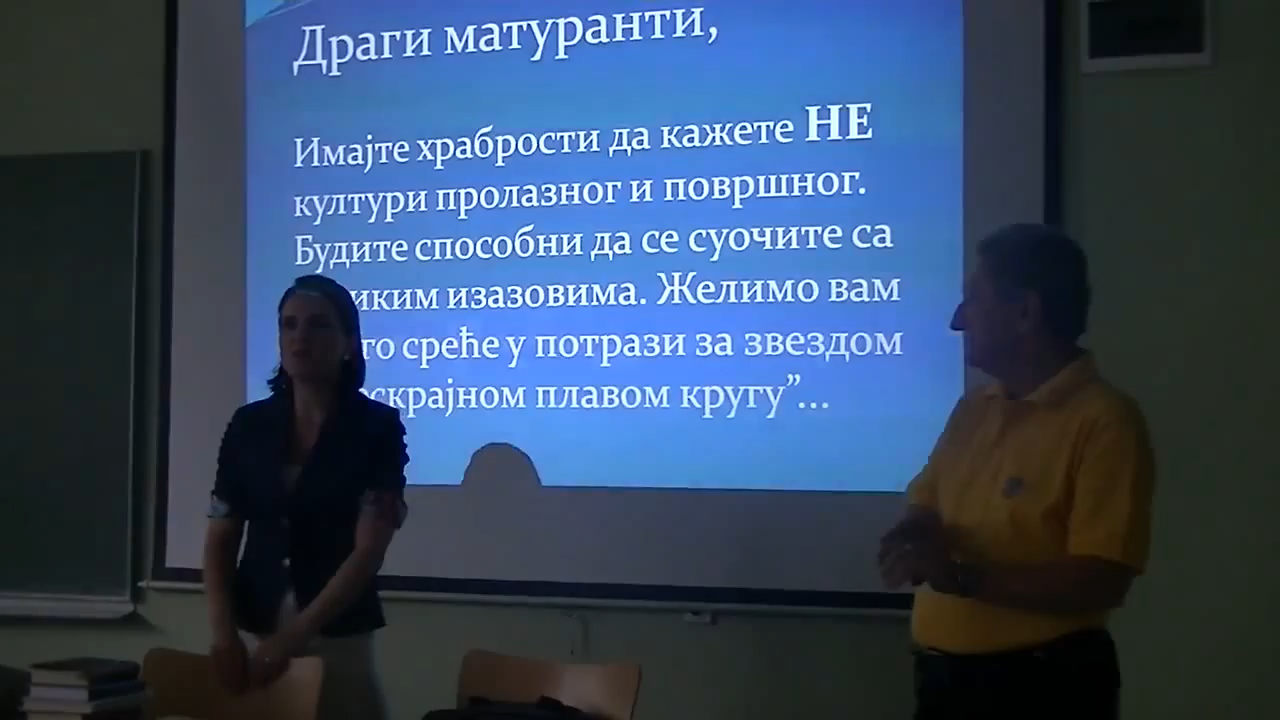 Драги матуранти,
Имајте храбрости да кажете НЕ
култури пролазног и површног.
Будите способни да се суочите са
изазовима. Желимо вам
среће у потрази за звездом
плавом кругу”...